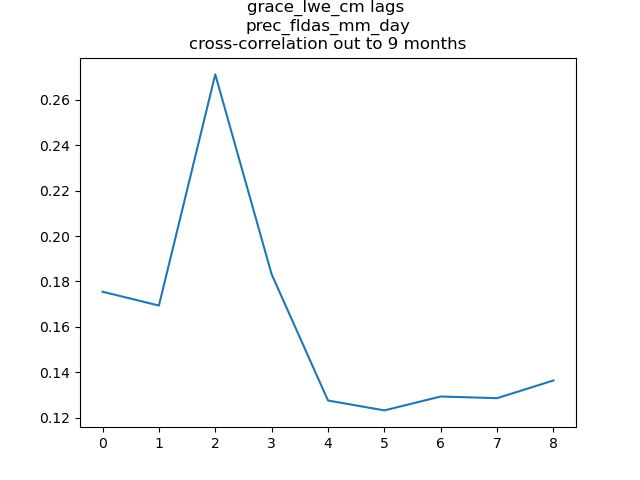 grace_lwe_cm lags
prec_fldas_mm_day
cross-correlation out to 9 months
0.26
0.24
0.22
0.20
0.18
0.16
0.14
0.12
0 1 2 3 4 5 6 7 8